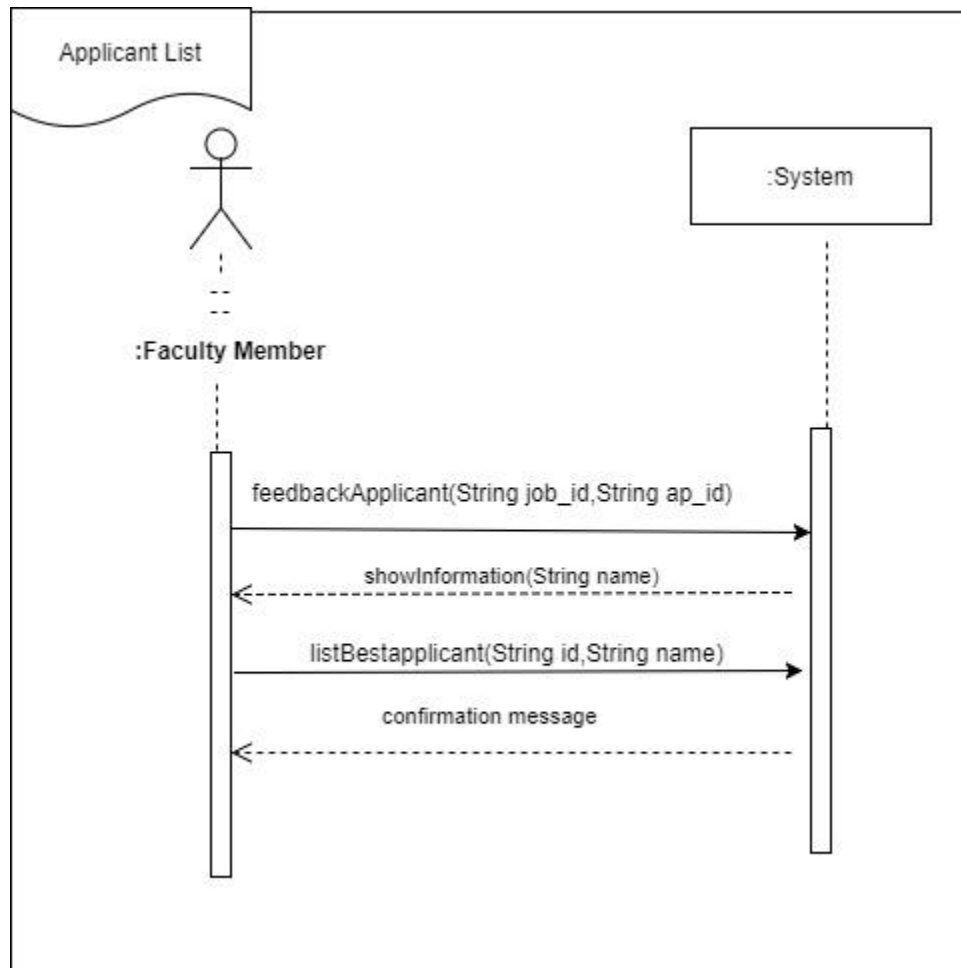 Applicant List
:System
:Faculty Member
feedbackApplicant(String job_id,String ap_id)
showInformation(String name)
listBestapplicant(String id,String name)
confirmation message